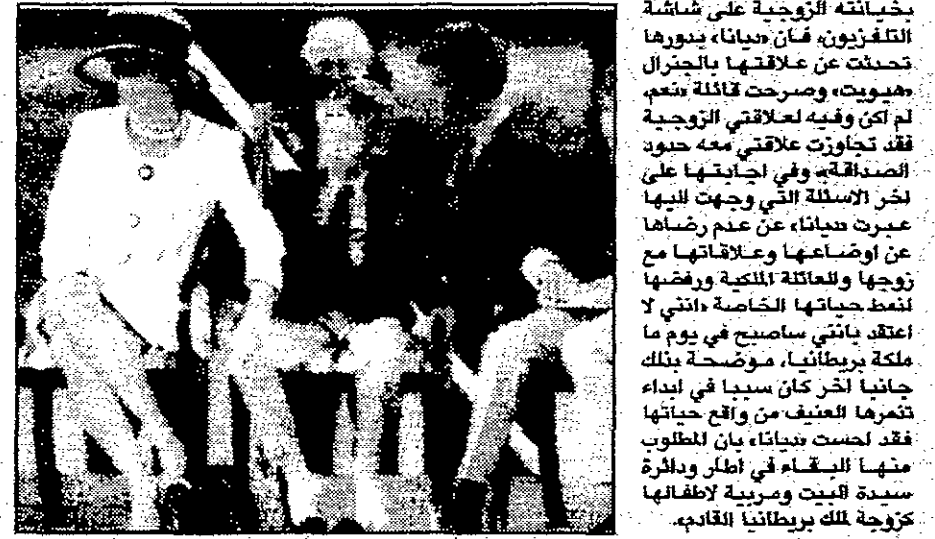 بخيانته الزوجية على شاشة
التلفزيون، فان «ديانا» بدورها
تحدثت عن علاقتها بالجنرال
«هيويت» وصرحت قائلة «نعم،
لم اكن وفيه لعلاقتي الزوجية
فقد تجاوزت علاقتي معه حدود
الصداقة» وفي اجابتها على
اخر الاسئلة التي وجهت اليها
عبرت «ديانا» عن عدم رضاها
عن اوضاعها وعلاقاتها مع
زوجها والعائلة الملكية ورفضها
لنمط حياتها الخاصة «انني لا
اعتقد بانني ساصبح في يوم ما
ملكة بريطانيا، موضحة بذلك
جانبا اخر كان سببا في ابداء
تذمرها العنيف من واقع حياتها
فقد احست «ديانا» بان المطلوب
منها البقاء في اطار ودائرة
سيدة البيت ومربية لاطفالها
كزوجة لملك بريطانيا القادم».